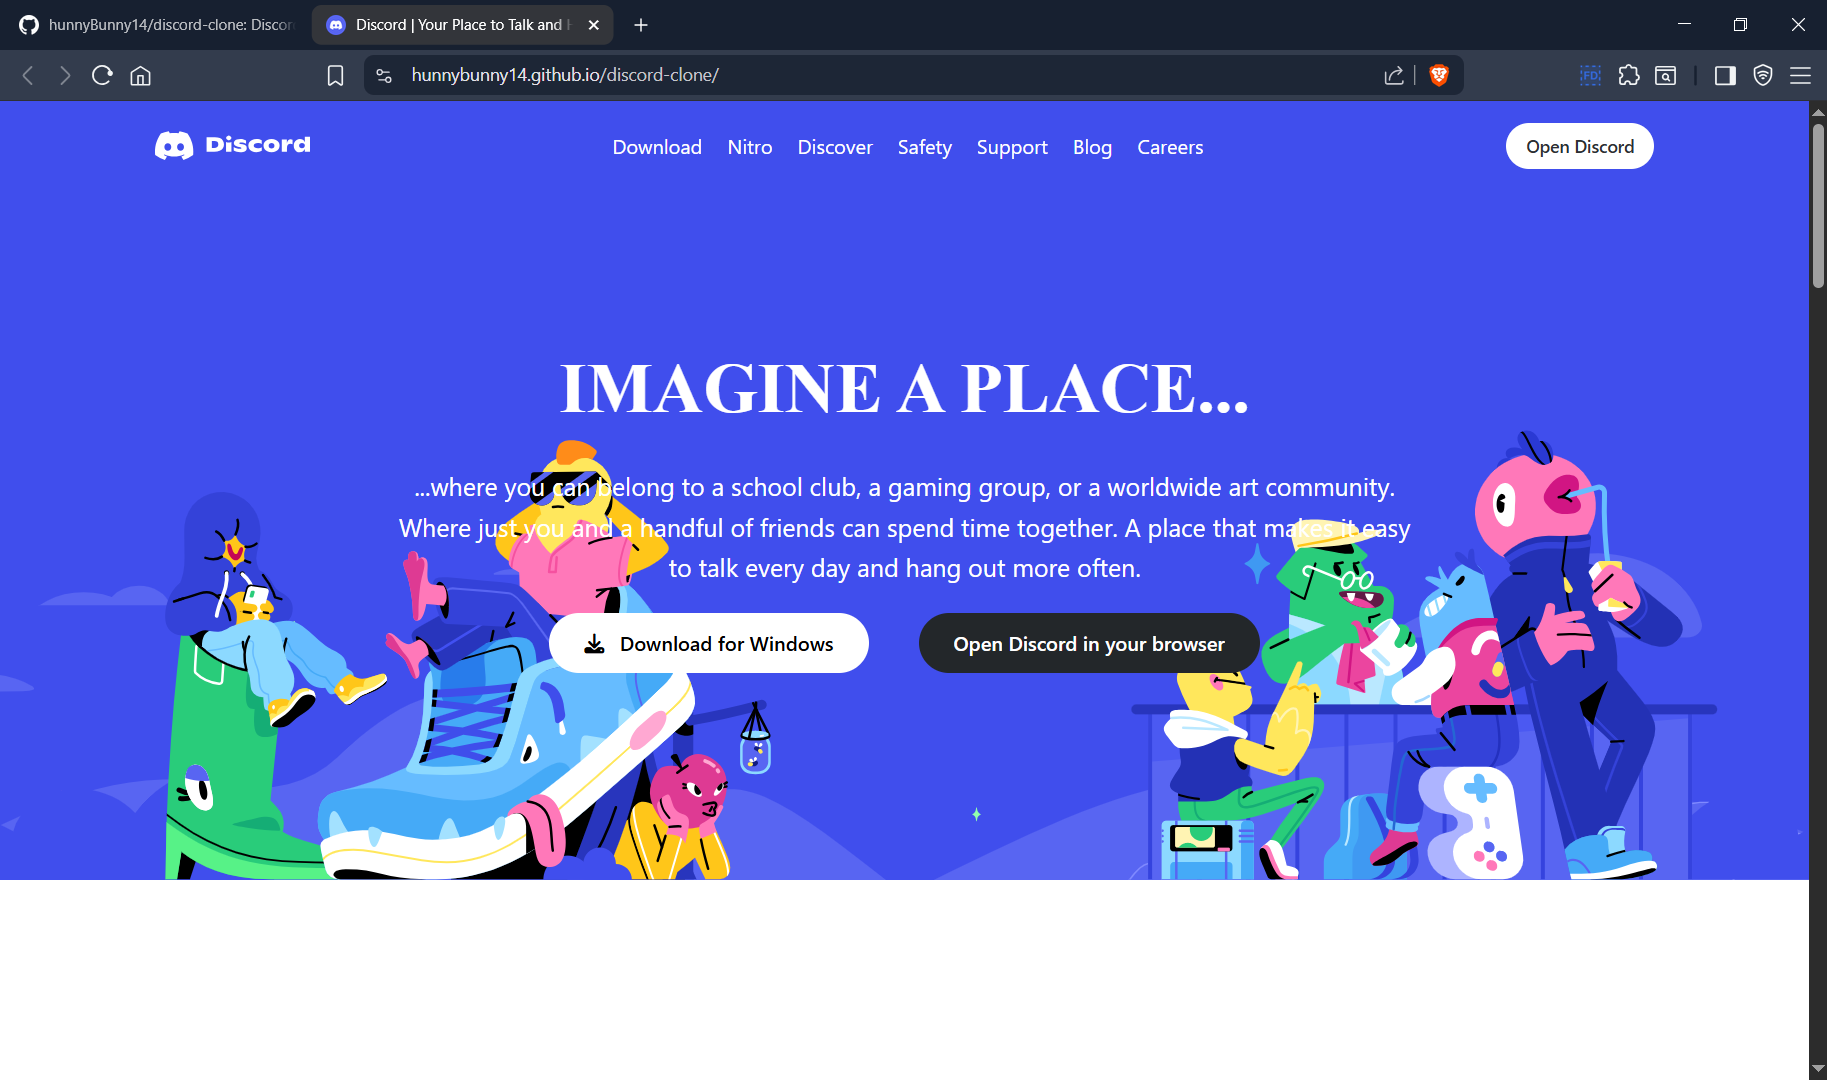 hunnyBunny14/discord-clone: Discor
Discord | Your Place to Talk and H
hunnybunny14.github.io/discord-clone/
FD
Discord
Download Nitro Discover Safety Support Blog Careers
Open Discord
IMAGINE A PLACE...
...where you can belong to a school club, a gaming group, or a worldwide art community.
Where just you and a handful of friends can spend time together. A place that makes it easy
to talk every day and hang out more often.
Download for Windows
Open Discord in your browser